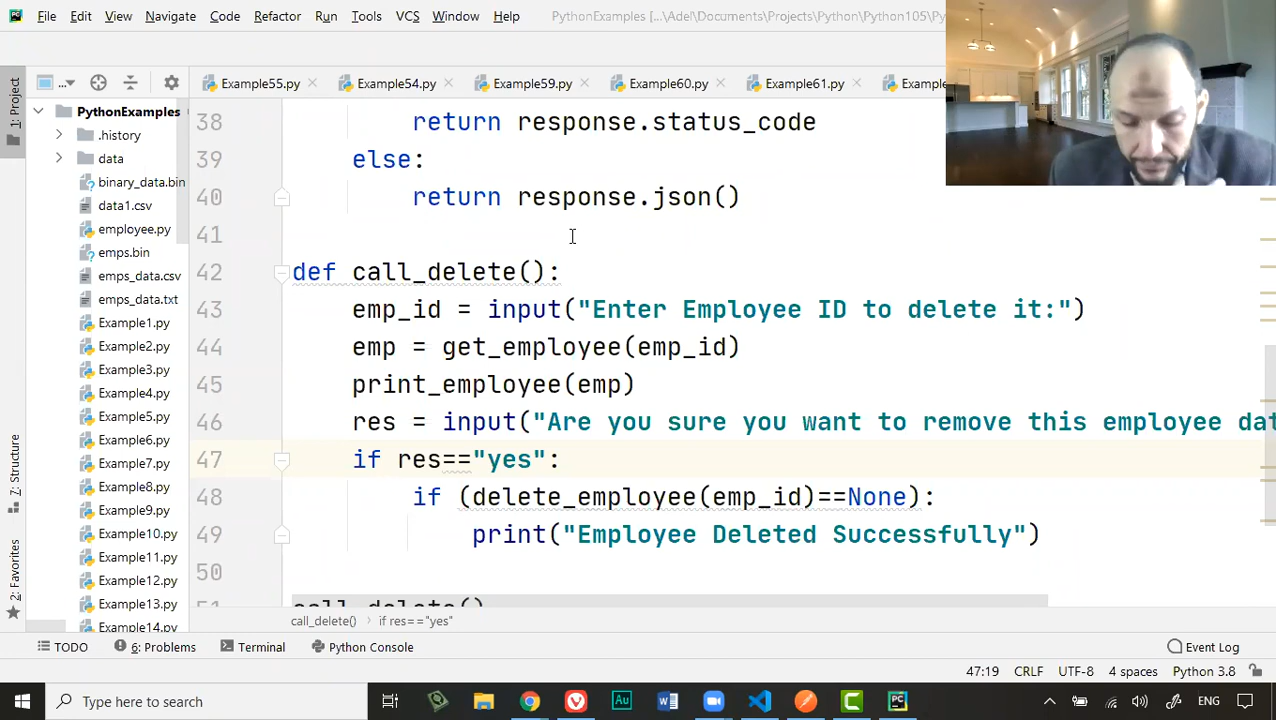 File Edit View Navigate Code Refactor Run Tools VCS Window Help PythonExamples [...\Adel\Documents\Projects\Python\Python105\Py
Example55.py Example54.py Example59.py Example60.py Example61.py Example
1: Project
7: Structure
2: Favorites
PythonExamples
.history
data
binary_data.bin
data1.csv
employee.py
emps.bin
emps_data.csv
emps_data.txt
Example1.py
Example2.py
Example3.py
Example4.py
Example5.py
Example6.py
Example7.py
Example8.py
Example9.py
Example10.py
Example11.py
Example12.py
Example13.py
Example14.py
38 return response.status_code
39 else:
40 return response.json()
41
42 def call_delete():
43 emp_id = input("Enter Employee ID to delete it:")
44 emp = get_employee(emp_id)
45 print_employee(emp)
46 res = input("Are you sure you want to remove this employee dat
47 if res=="yes":
48 if (delete_employee(emp_id)==None):
49 print("Employee Deleted Successfully")
50
51 call_delete()
call_delete() if res=="yes"
TODO 6: Problems Terminal Python Console Event Log
47:19 CRLF UTF-8 4 spaces Python 3.8
Type here to search ENG